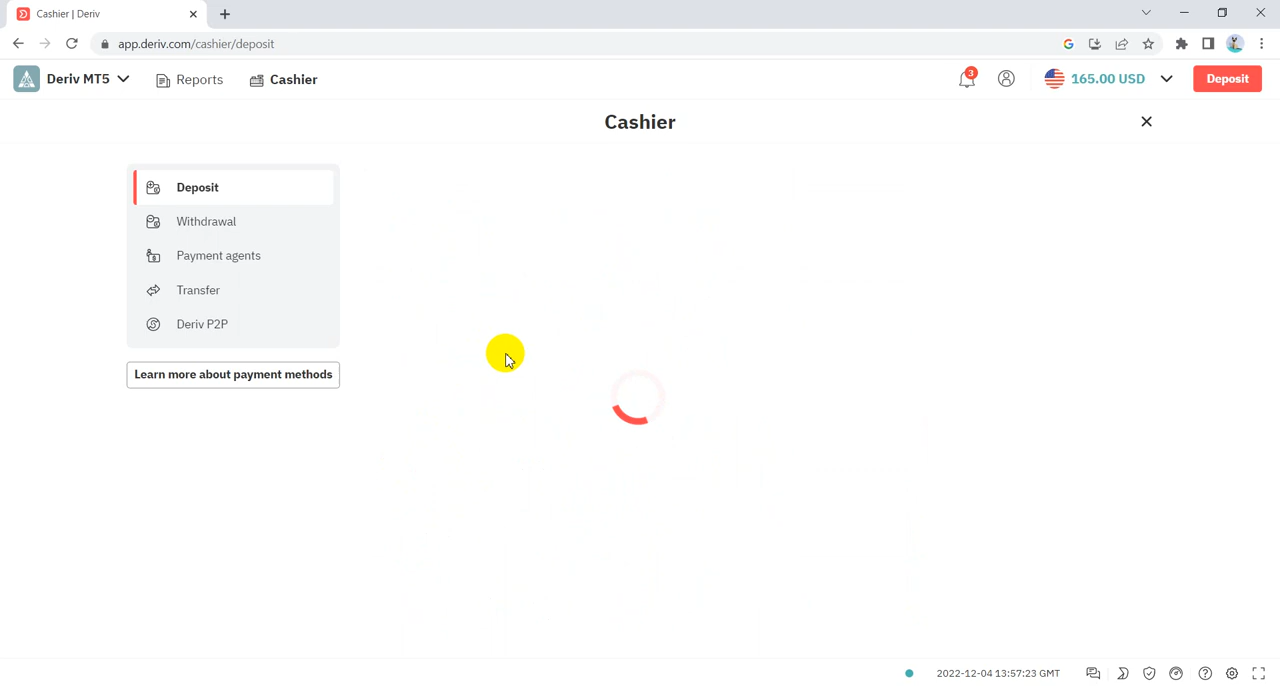 Cashier | Deriv
app.deriv.com/cashier/deposit
Deriv MT5 Reports Cashier 3 165.00 USD Deposit
Cashier
Deposit
Withdrawal
Payment agents
Transfer
Deriv P2P
Learn more about payment methods
2022-12-04 13:57:23 GMT